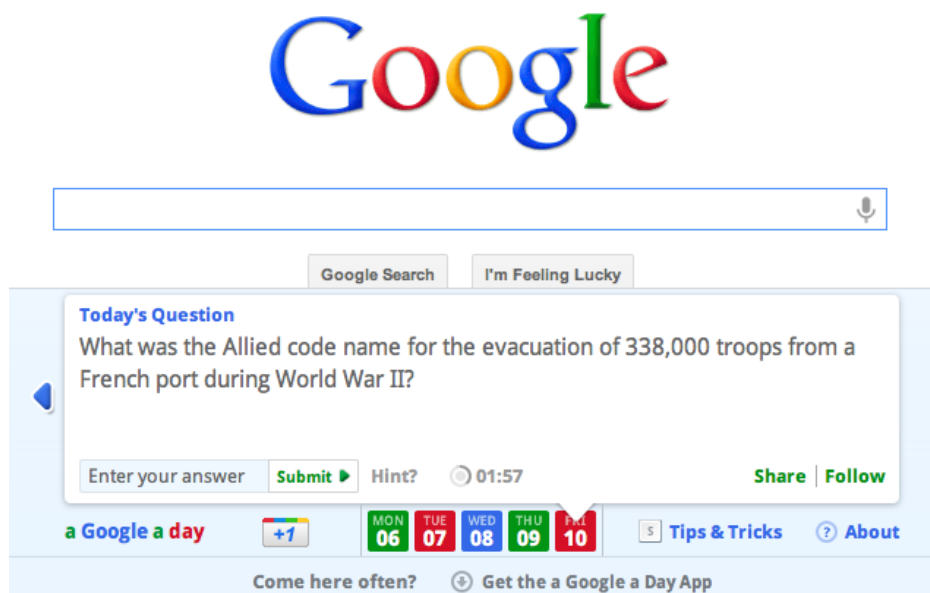 Google
Google Search I'm Feeling Lucky
Today's Question
What was the Allied code name for the evacuation of 338,000 troops from a
French port during World War II?
Enter your answer Submit Hint? 01:57 Share Follow
a Google a day +1 MON 06 TUE 07 WED 08 THU 09 FRI 10 S Tips & Tricks ? About
Come here often? Get the a Google a Day App